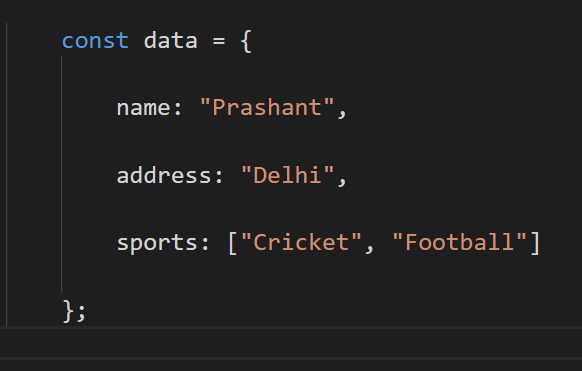 const data = {
name: "Prashant",
address: "Delhi",
sports: ["Cricket", "Football"]
};